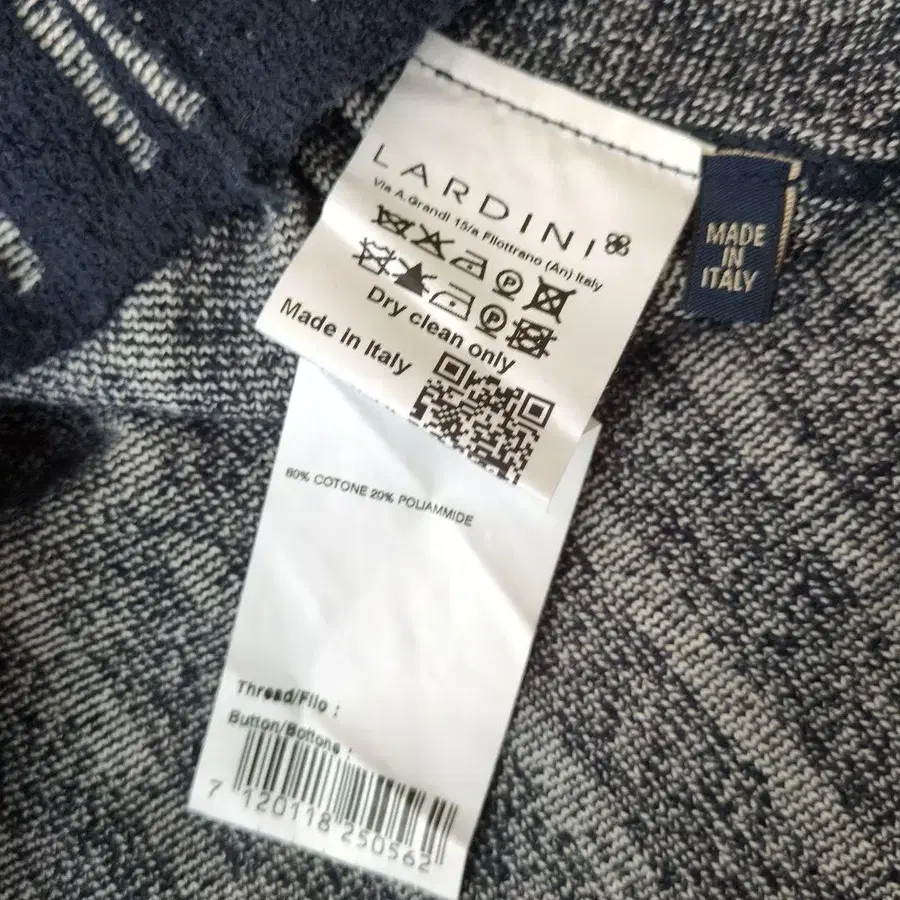 LARDINI
Via A.Grandi 15/a Filottrano (An) Italy
P
P
Dry clean only
Made in Italy
MADE
IN
ITALY
80% COTONE 20% POLIAMMIDE
Thread/Filo :
Button/Bottone :
7 120118 250562